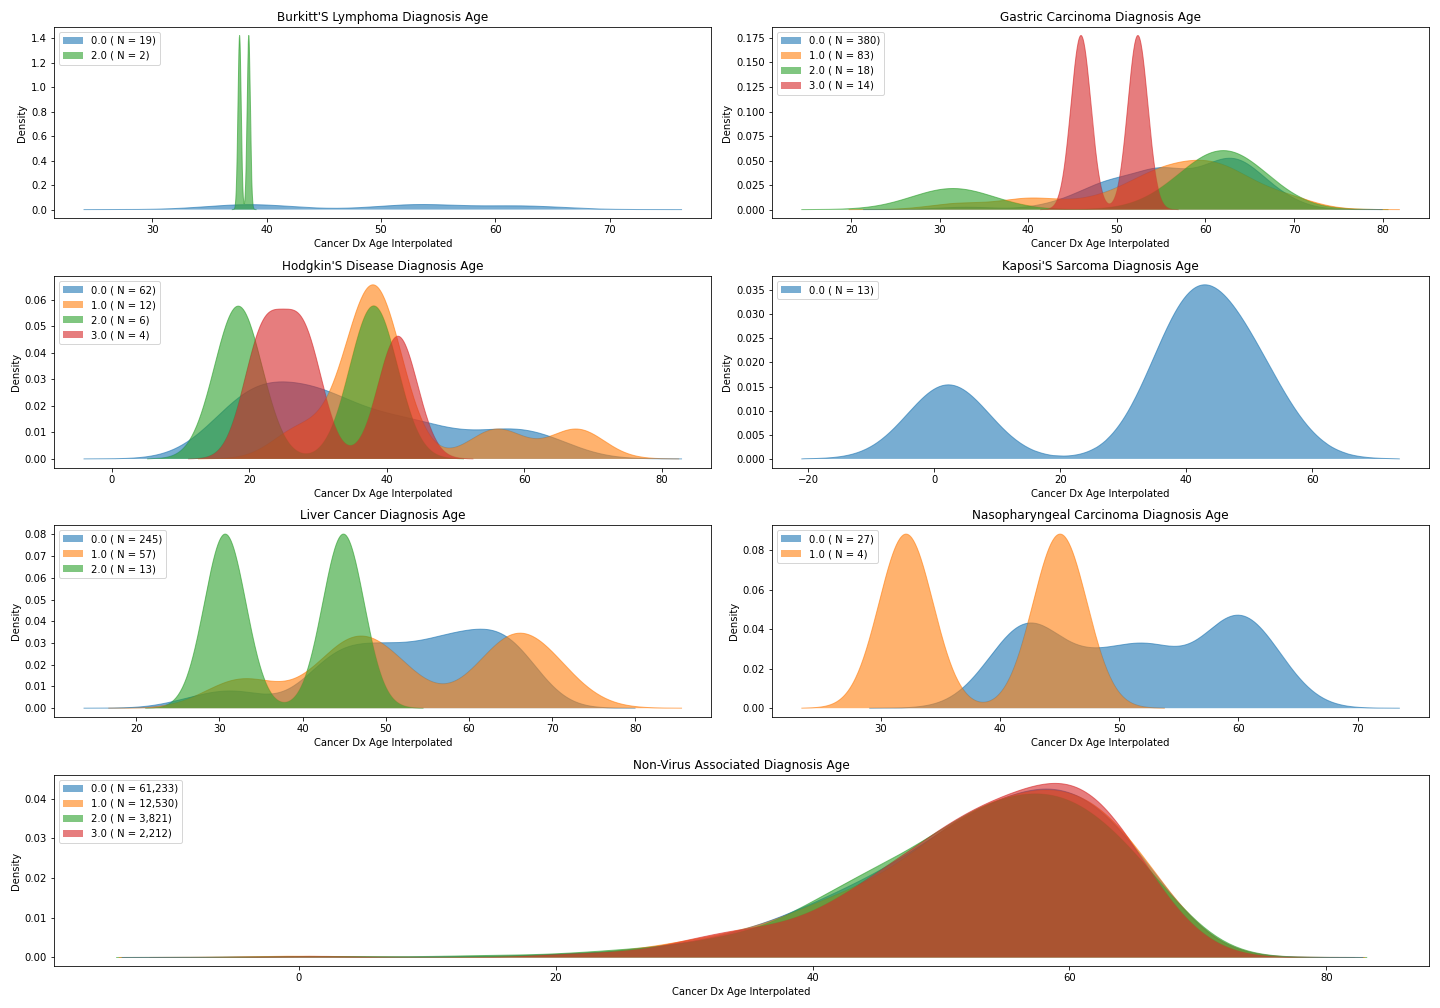 Burkitt'S Lymphoma Diagnosis Age
0.0 ( N = 19)
2.0 ( N = 2)
1.4
1.2
1.0
0.8
0.6
0.4
0.2
0.0
Density
30 40 50 60 70
Cancer Dx Age Interpolated
Gastric Carcinoma Diagnosis Age
0.0 ( N = 380)
1.0 ( N = 83)
2.0 ( N = 18)
3.0 ( N = 14)
0.175
0.150
0.125
0.100
0.075
0.050
0.025
0.000
Density
20 30 40 50 60 70 80
Cancer Dx Age Interpolated
Hodgkin'S Disease Diagnosis Age
0.0 ( N = 62)
1.0 ( N = 12)
2.0 ( N = 6)
3.0 ( N = 4)
0.06
0.05
0.04
0.03
0.02
0.01
0.00
Density
0 20 40 60 80
Cancer Dx Age Interpolated
Kaposi'S Sarcoma Diagnosis Age
0.0 ( N = 13)
0.035
0.030
0.025
0.020
0.015
0.010
0.005
0.000
Density
−20 0 20 40 60
Cancer Dx Age Interpolated
Liver Cancer Diagnosis Age
0.0 ( N = 245)
1.0 ( N = 57)
2.0 ( N = 13)
0.08
0.07
0.06
0.05
0.04
0.03
0.02
0.01
0.00
Density
20 30 40 50 60 70 80
Cancer Dx Age Interpolated
Nasopharyngeal Carcinoma Diagnosis Age
0.0 ( N = 27)
1.0 ( N = 4)
0.08
0.06
0.04
0.02
0.00
Density
30 40 50 60 70
Cancer Dx Age Interpolated
Non-Virus Associated Diagnosis Age
0.0 ( N = 61,233)
1.0 ( N = 12,530)
2.0 ( N = 3,821)
3.0 ( N = 2,212)
0.04
0.03
0.02
0.01
0.00
Density
0 20 40 60 80
Cancer Dx Age Interpolated